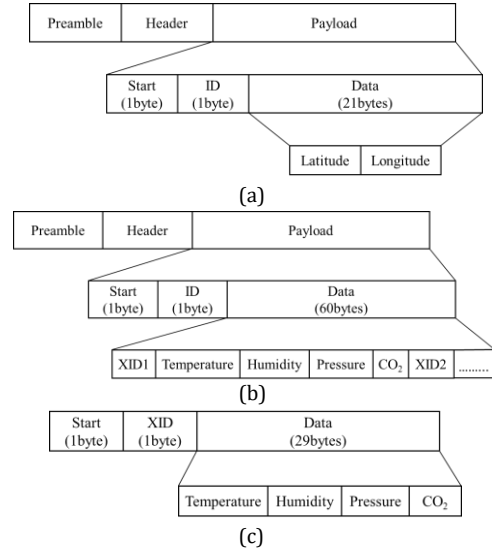 Preamble Header Payload
Start ID Data
(1byte) (1byte) (21bytes)
Latitude Longitude
(a)
Preamble Header Payload
Start ID Data
(1byte) (1byte) (60bytes)
XID1 Temperature Humidity Pressure CO₂ XID2 .........
(b)
Start XID Data
(1byte) (1byte) (29bytes)
Temperature Humidity Pressure CO₂
(c)